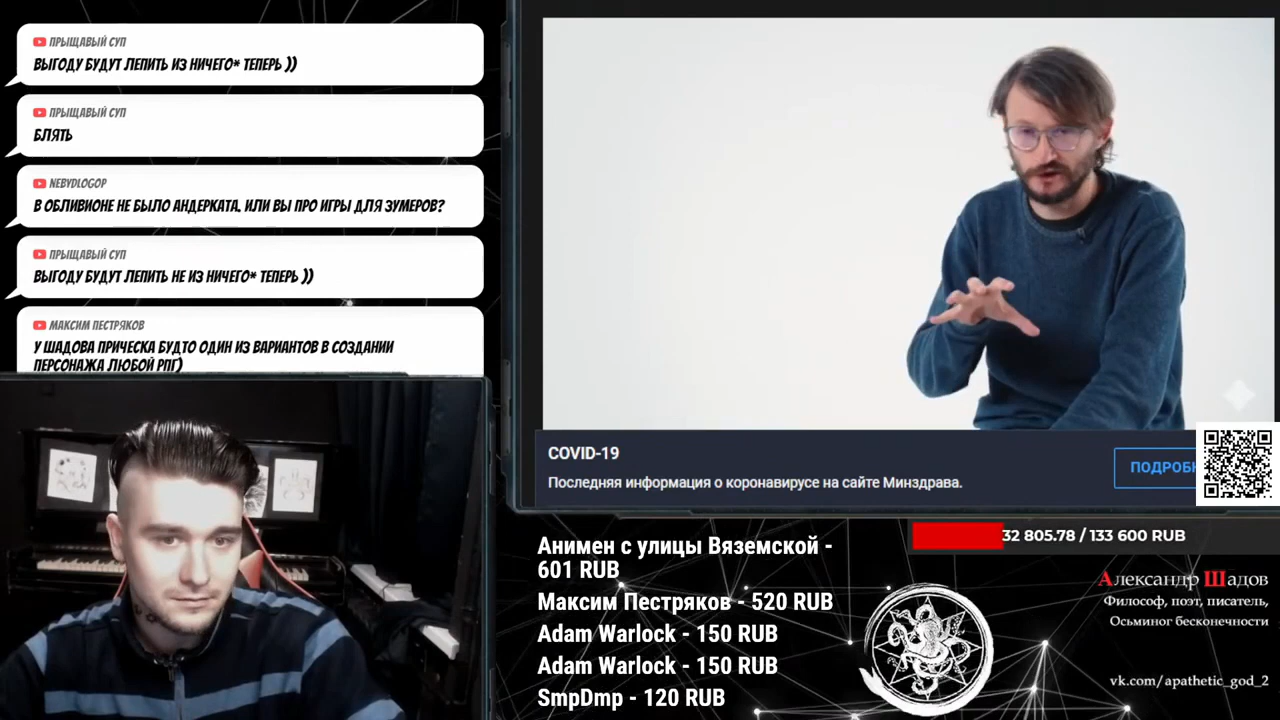 ПРЫЩАВЫЙ СУП
ВЫГОДУ БУДУТ ЛЕПИТЬ ИЗ НИЧЕГО* ТЕПЕРЬ ))
ПРЫЩАВЫЙ СУП
БЛЯТЬ
NEBYDLOGOP
В ОБЛИВИОНЕ НЕ БЫЛО АНДЕРКАТА. ИЛИ ВЫ ПРО ИГРЫ ДЛЯ ЗУМЕРОВ?
ПРЫЩАВЫЙ СУП
ВЫГОДУ БУДУТ ЛЕПИТЬ НЕ ИЗ НИЧЕГО* ТЕПЕРЬ ))
МАКСИМ ПЕСТРЯКОВ
У ШАДОВА ПРИЧЕСКА БУДТО ОДИН ИЗ ВАРИАНТОВ В СОЗДАНИИ
ПЕРСОНАЖА ЛЮБОЙ РПГ)
COVID-19
Последняя информация о коронавирусе на сайте Минздрава.
ПОДРОБН
Анимен с улицы Вяземской -
601 RUB
Максим Пестряков - 520 RUB
Adam Warlock - 150 RUB
Adam Warlock - 150 RUB
SmpDmp - 120 RUB
32 805.78 / 133 600 RUB
Александр Шадов
Философ, поэт, писатель,
Осьминог бесконечности
vk.com/apathetic_god_2